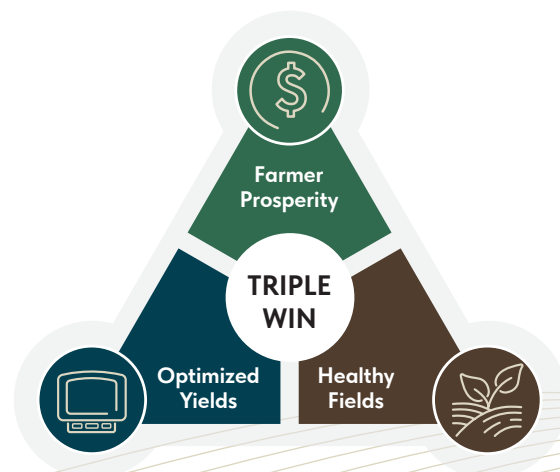 $
Farmer
Prosperity
TRIPLE
WIN
Optimized
Yields
Healthy
Fields